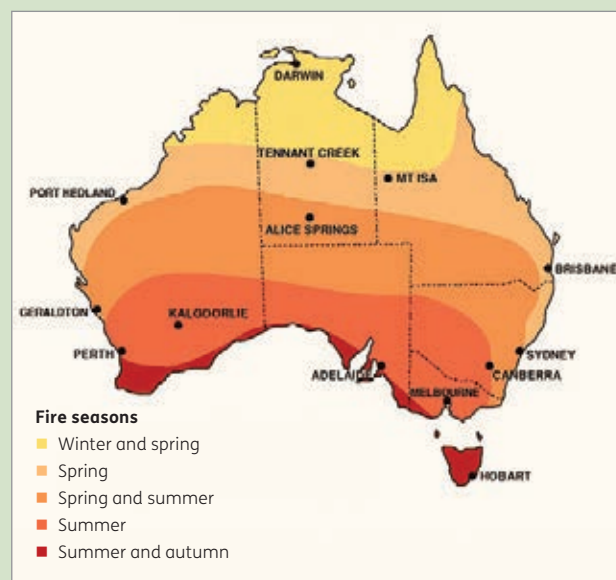 DARWIN
TENNANT CREEK
MT ISA
PORT HEDLAND
ALICE SPRINGS
BRISBANE
GERALDTON
KALGOORLIE
PERTH
ADELAIDE
SYDNEY
CANBERRA
MELBOURNE
HOBART
Fire seasons
Winter and spring
Spring
Spring and summer
Summer
Summer and autumn